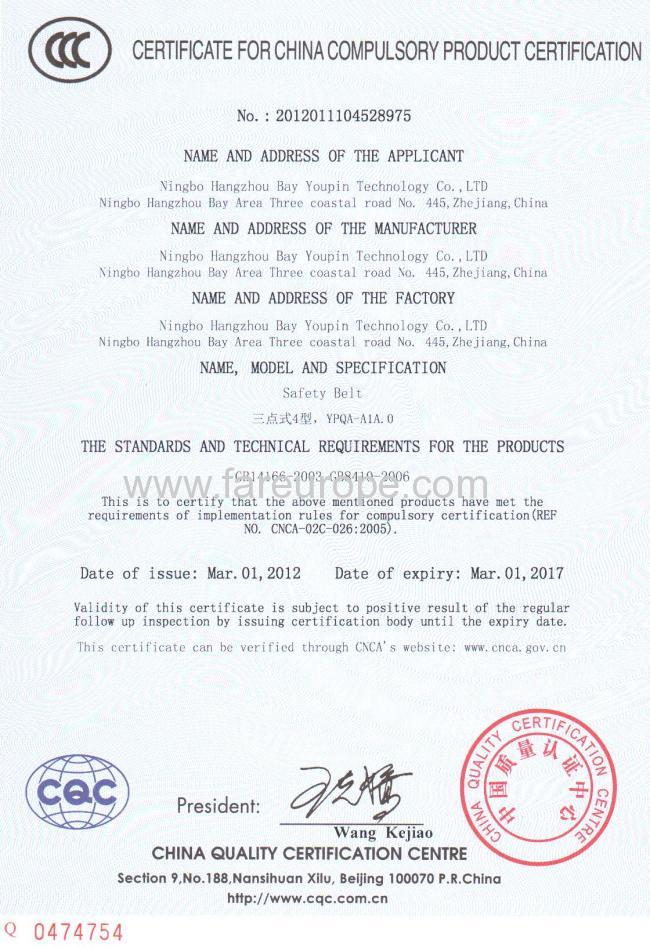 CCC
CERTIFICATE FOR CHINA COMPULSORY PRODUCT CERTIFICATION
No. : 2012011104528975
NAME AND ADDRESS OF THE APPLICANT
Ningbo Hangzhou Bay Youpin Technology Co.,LTD
Ningbo Hangzhou Bay Area Three coastal road No. 445, Zhejiang, China
NAME AND ADDRESS OF THE MANUFACTURER
Ningbo Hangzhou Bay Youpin Technology Co.,LTD
Ningbo Hangzhou Bay Area Three coastal road No. 445, Zhejiang, China
NAME AND ADDRESS OF THE FACTORY
Ningbo Hangzhou Bay Youpin Technology Co.,LTD
Ningbo Hangzhou Bay Area Three coastal road No. 445, Zhejiang, China
NAME, MODEL AND SPECIFICATION
Safety Belt
三点式4型, YPQA-A1A.0
THE STANDARDS AND TECHNICAL REQUIREMENTS FOR THE PRODUCTS
GB14166-2003 GB8410-2006
www.fareurope.com
This is to certify that the above mentioned products have met the
requirements of implementation rules for compulsory certification(REF
NO. CNCA-02C-026:2005).
Date of issue: Mar. 01, 2012 Date of expiry: Mar. 01, 2017
Validity of this certificate is subject to positive result of the regular
follow up inspection by issuing certification body until the expiry date.
This certificate can be verified through CNCA's website: www.cnca.gov.cn
CQC
President:
Wang Kejiao
CHINA QUALITY CERTIFICATION CENTRE
中国质量认证中心
CHINA QUALITY CERTIFICATION CENTRE
Section 9, No.188, Nansihuan Xilu, Beijing 100070 P.R.China
http://www.cqc.com.cn
Q 0474754